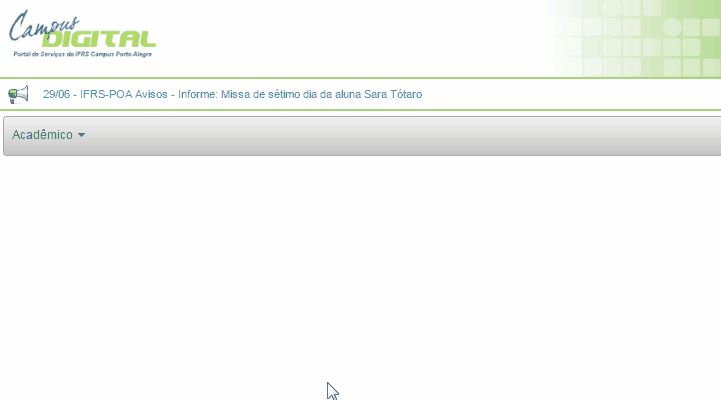 Campus
DIGITAL
Portal de Serviços do IFRS Campus Porto Alegre
29/06 - IFRS-POA Avisos - Informe: Missa de sétimo dia da aluna Sara Tótaro
Acadêmico